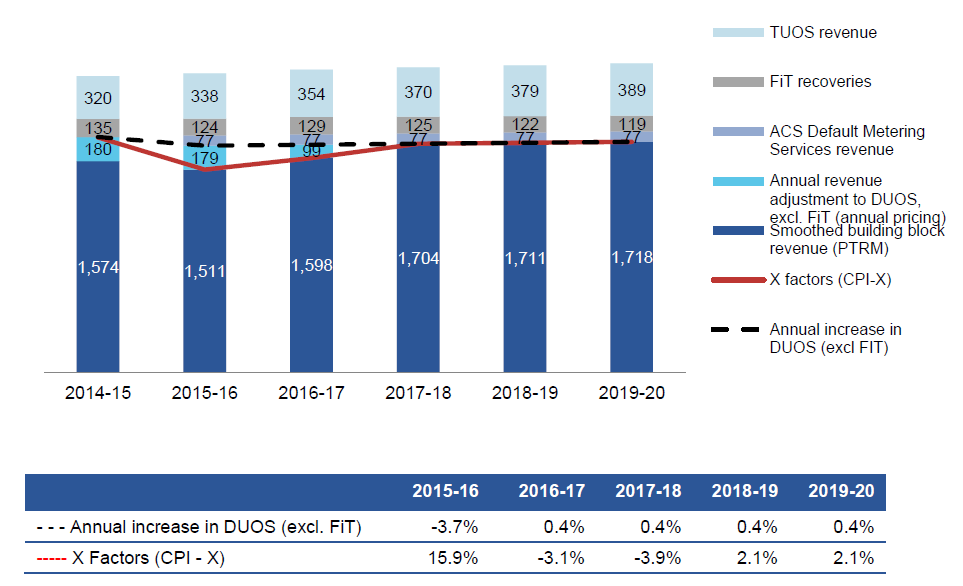 320
338
354
370
379
389
135
124
129
125
122
119
77
77
77
77
77
180
179
99
1,574
1,511
1,598
1,704
1,711
1,718
2014-15
2015-16
2016-17
2017-18
2018-19
2019-20
TUOS revenue
FiT recoveries
ACS Default Metering
Services revenue
Annual revenue
adjustment to DUOS,
excl. FiT (annual pricing)
Smoothed building block
revenue (PTRM)
X factors (CPI-X)
Annual increase in
DUOS (excl FIT)
2015-16 2016-17 2017-18 2018-19 2019-20
- - - Annual increase in DUOS (excl. FiT) -3.7% 0.4% 0.4% 0.4% 0.4%
----- X Factors (CPI - X) 15.9% -3.1% -3.9% 2.1% 2.1%